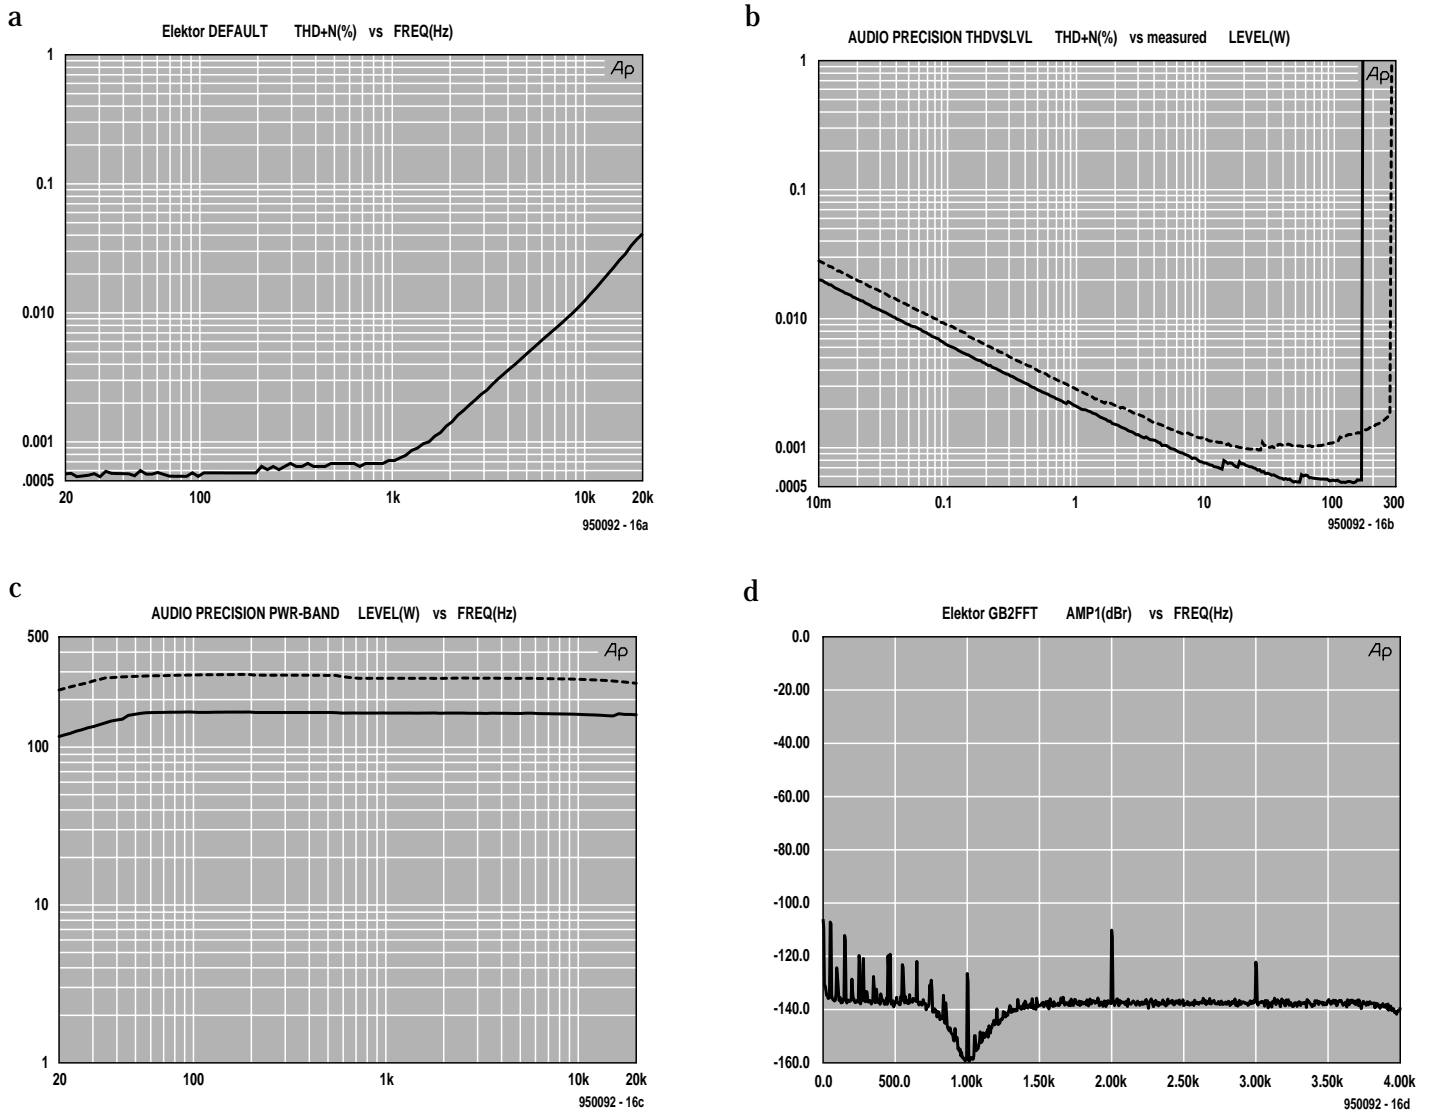 a
Elektor DEFAULT THD+N(%) vs FREQ(Hz)
Ap
1
0.1
0.010
0.001
.0005
20 100 1k 10k 20k
950092 - 16a
b
AUDIO PRECISION THDVSLVL THD+N(%) vs measured LEVEL(W)
Ap
1
0.1
0.010
0.001
.0005
10m 0.1 1 10 100 300
950092 - 16b
c
AUDIO PRECISION PWR-BAND LEVEL(W) vs FREQ(Hz)
Ap
500
100
10
1
20 100 1k 10k 20k
950092 - 16c
d
Elektor GB2FFT AMP1(dBr) vs FREQ(Hz)
Ap
0.0
-20.00
-40.00
-60.00
-80.00
-100.0
-120.0
-140.0
-160.0
0.0 500.0 1.00k 1.50k 2.00k 2.50k 3.00k 3.50k 4.00k
950092 - 16d